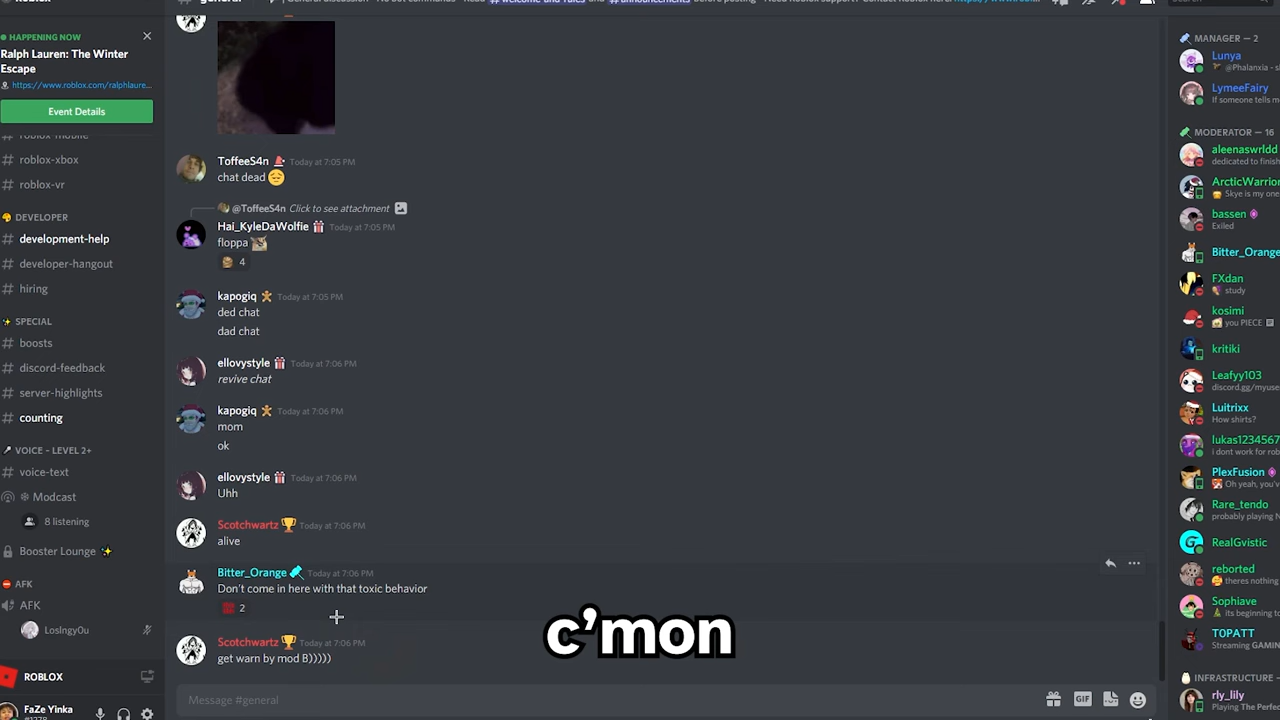 HAPPENING NOW
Ralph Lauren: The Winter
Escape
https://www.roblox.com/ralphlaure...
Event Details
roblox-mobile
roblox-xbox
roblox-vr
DEVELOPER
development-help
developer-hangout
hiring
SPECIAL
boosts
discord-feedback
server-highlights
counting
VOICE - LEVEL 2+
voice-text
Modcast
8 listening
Booster Lounge
AFK
AFK
LosIngy0u
ROBLOX
FaZe Yinka
ToffeeS4n Today at 7:05 PM
chat dead
@ToffeeS4n Click to see attachment
Hai_KyleDaWolfie Today at 7:05 PM
floppa
4
kapogiq Today at 7:05 PM
ded chat
dad chat
ellovystyle Today at 7:06 PM
revive chat
kapogiq Today at 7:06 PM
mom
ok
ellovystyle Today at 7:06 PM
Uhh
Scotchwartz Today at 7:06 PM
alive
Bitter_Orange Today at 7:06 PM
Don't come in here with that toxic behavior
2
Scotchwartz Today at 7:06 PM
get warn by mod B)))))
c'mon
Message #general
GIF
MANAGER — 2
Lunya
@Phalanxia - s
LymeeFairy
If someone tells m
MODERATOR — 16
aleenaswrldd
dedicated to finish
ArcticWarrior
Skye is my one
bassen
Exiled
Bitter_Orange
FXdan
study
kosimi
you PIECE
kritiki
Leafyy103
discord.gg/myuse
Luitrixx
How shirts?
lukas1234567
i dont work for rob
PlexFusion
Oh yeah, you'v
Rare_tendo
probably playing N
RealGvistic
reborted
theres nothing
Sophiave
its beginning to
T0PATT
Streaming GAMIN
INFRASTRUCTURE —
rly_lily
Playing The Perfec